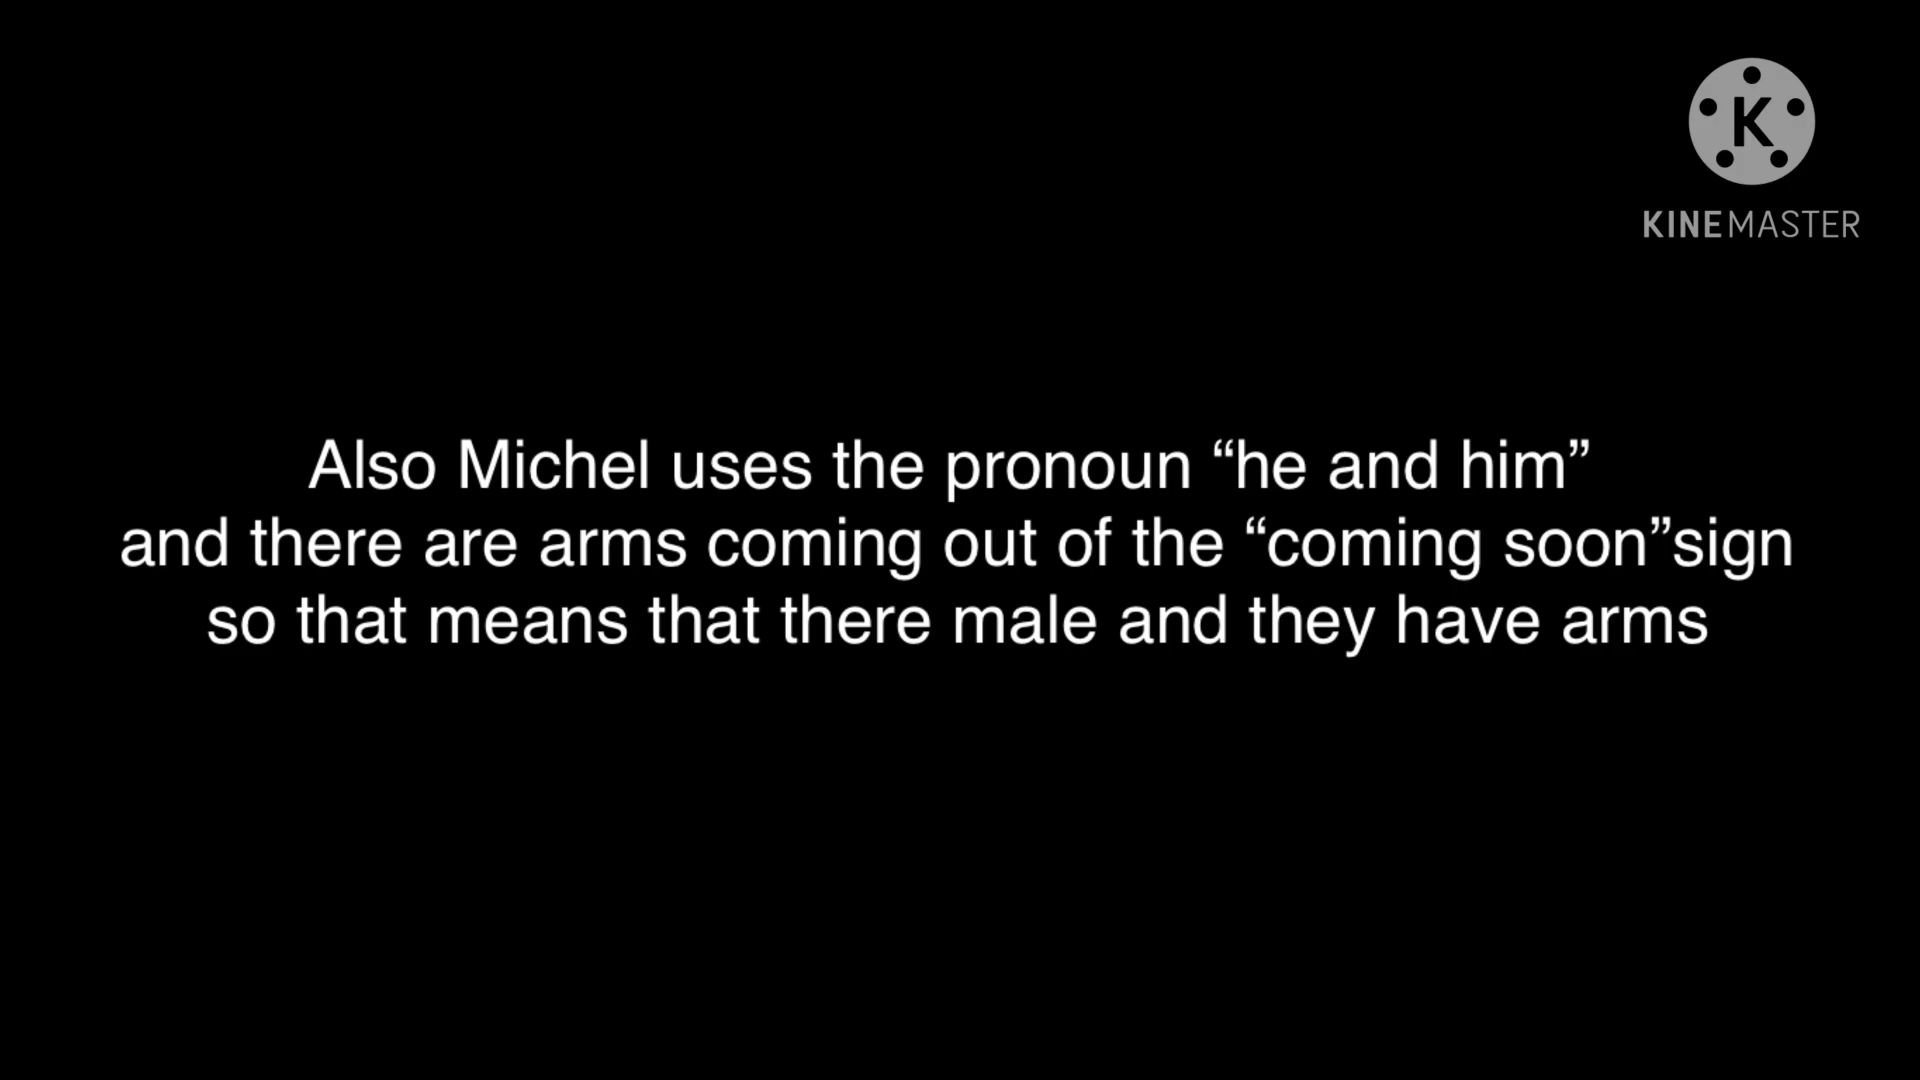 K
KINEMASTER
Also Michel uses the pronoun “he and him”
and there are arms coming out of the “coming soon”sign
so that means that there male and they have arms